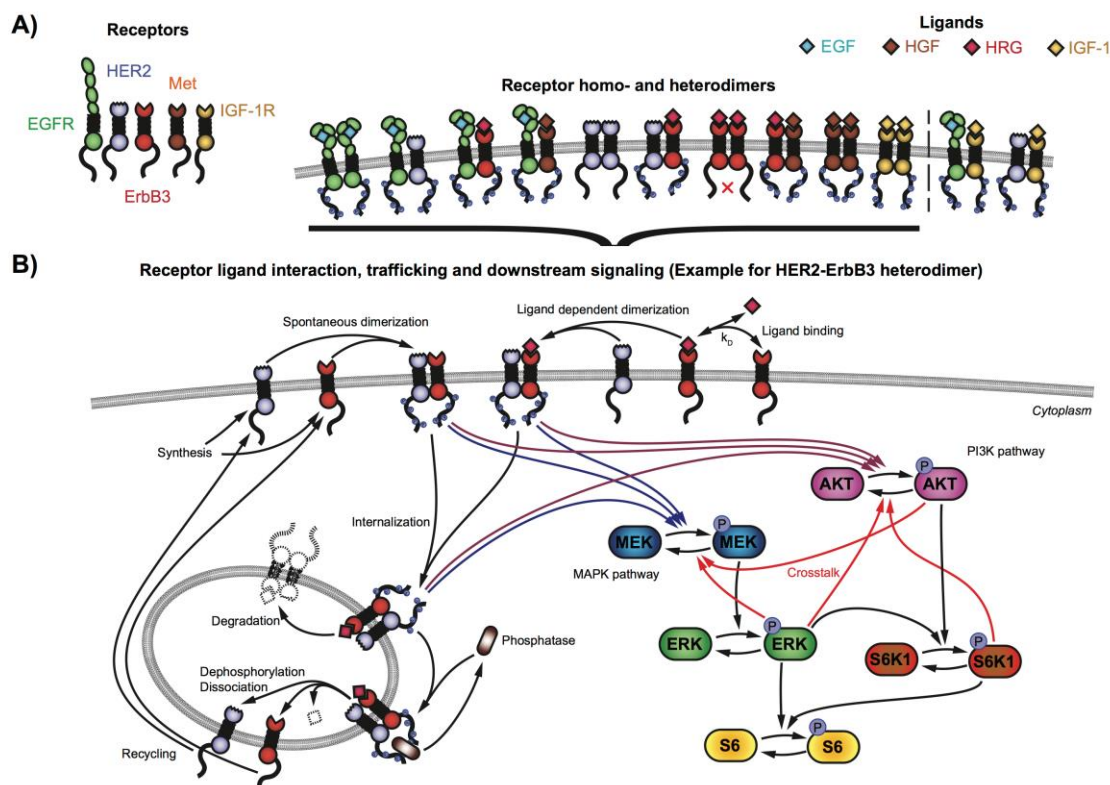 A)
Receptors
HER2
Met
EGFR
IGF-1R
ErbB3
Ligands
EGF
HGF
HRG
IGF-1
Receptor homo- and heterodimers
B)
Receptor ligand interaction, trafficking and downstream signaling (Example for HER2-ErbB3 heterodimer)
Spontaneous dimerization
Ligand dependent dimerization
Ligand binding
kD
Cytoplasm
Synthesis
PI3K pathway
P
AKT
AKT
Internalization
P
MEK
MEK
MAPK pathway
Crosstalk
Degradation
Phosphatase
P
ERK
ERK
P
S6K1
S6K1
Dephosphorylation
Dissociation
Recycling
P
S6
S6